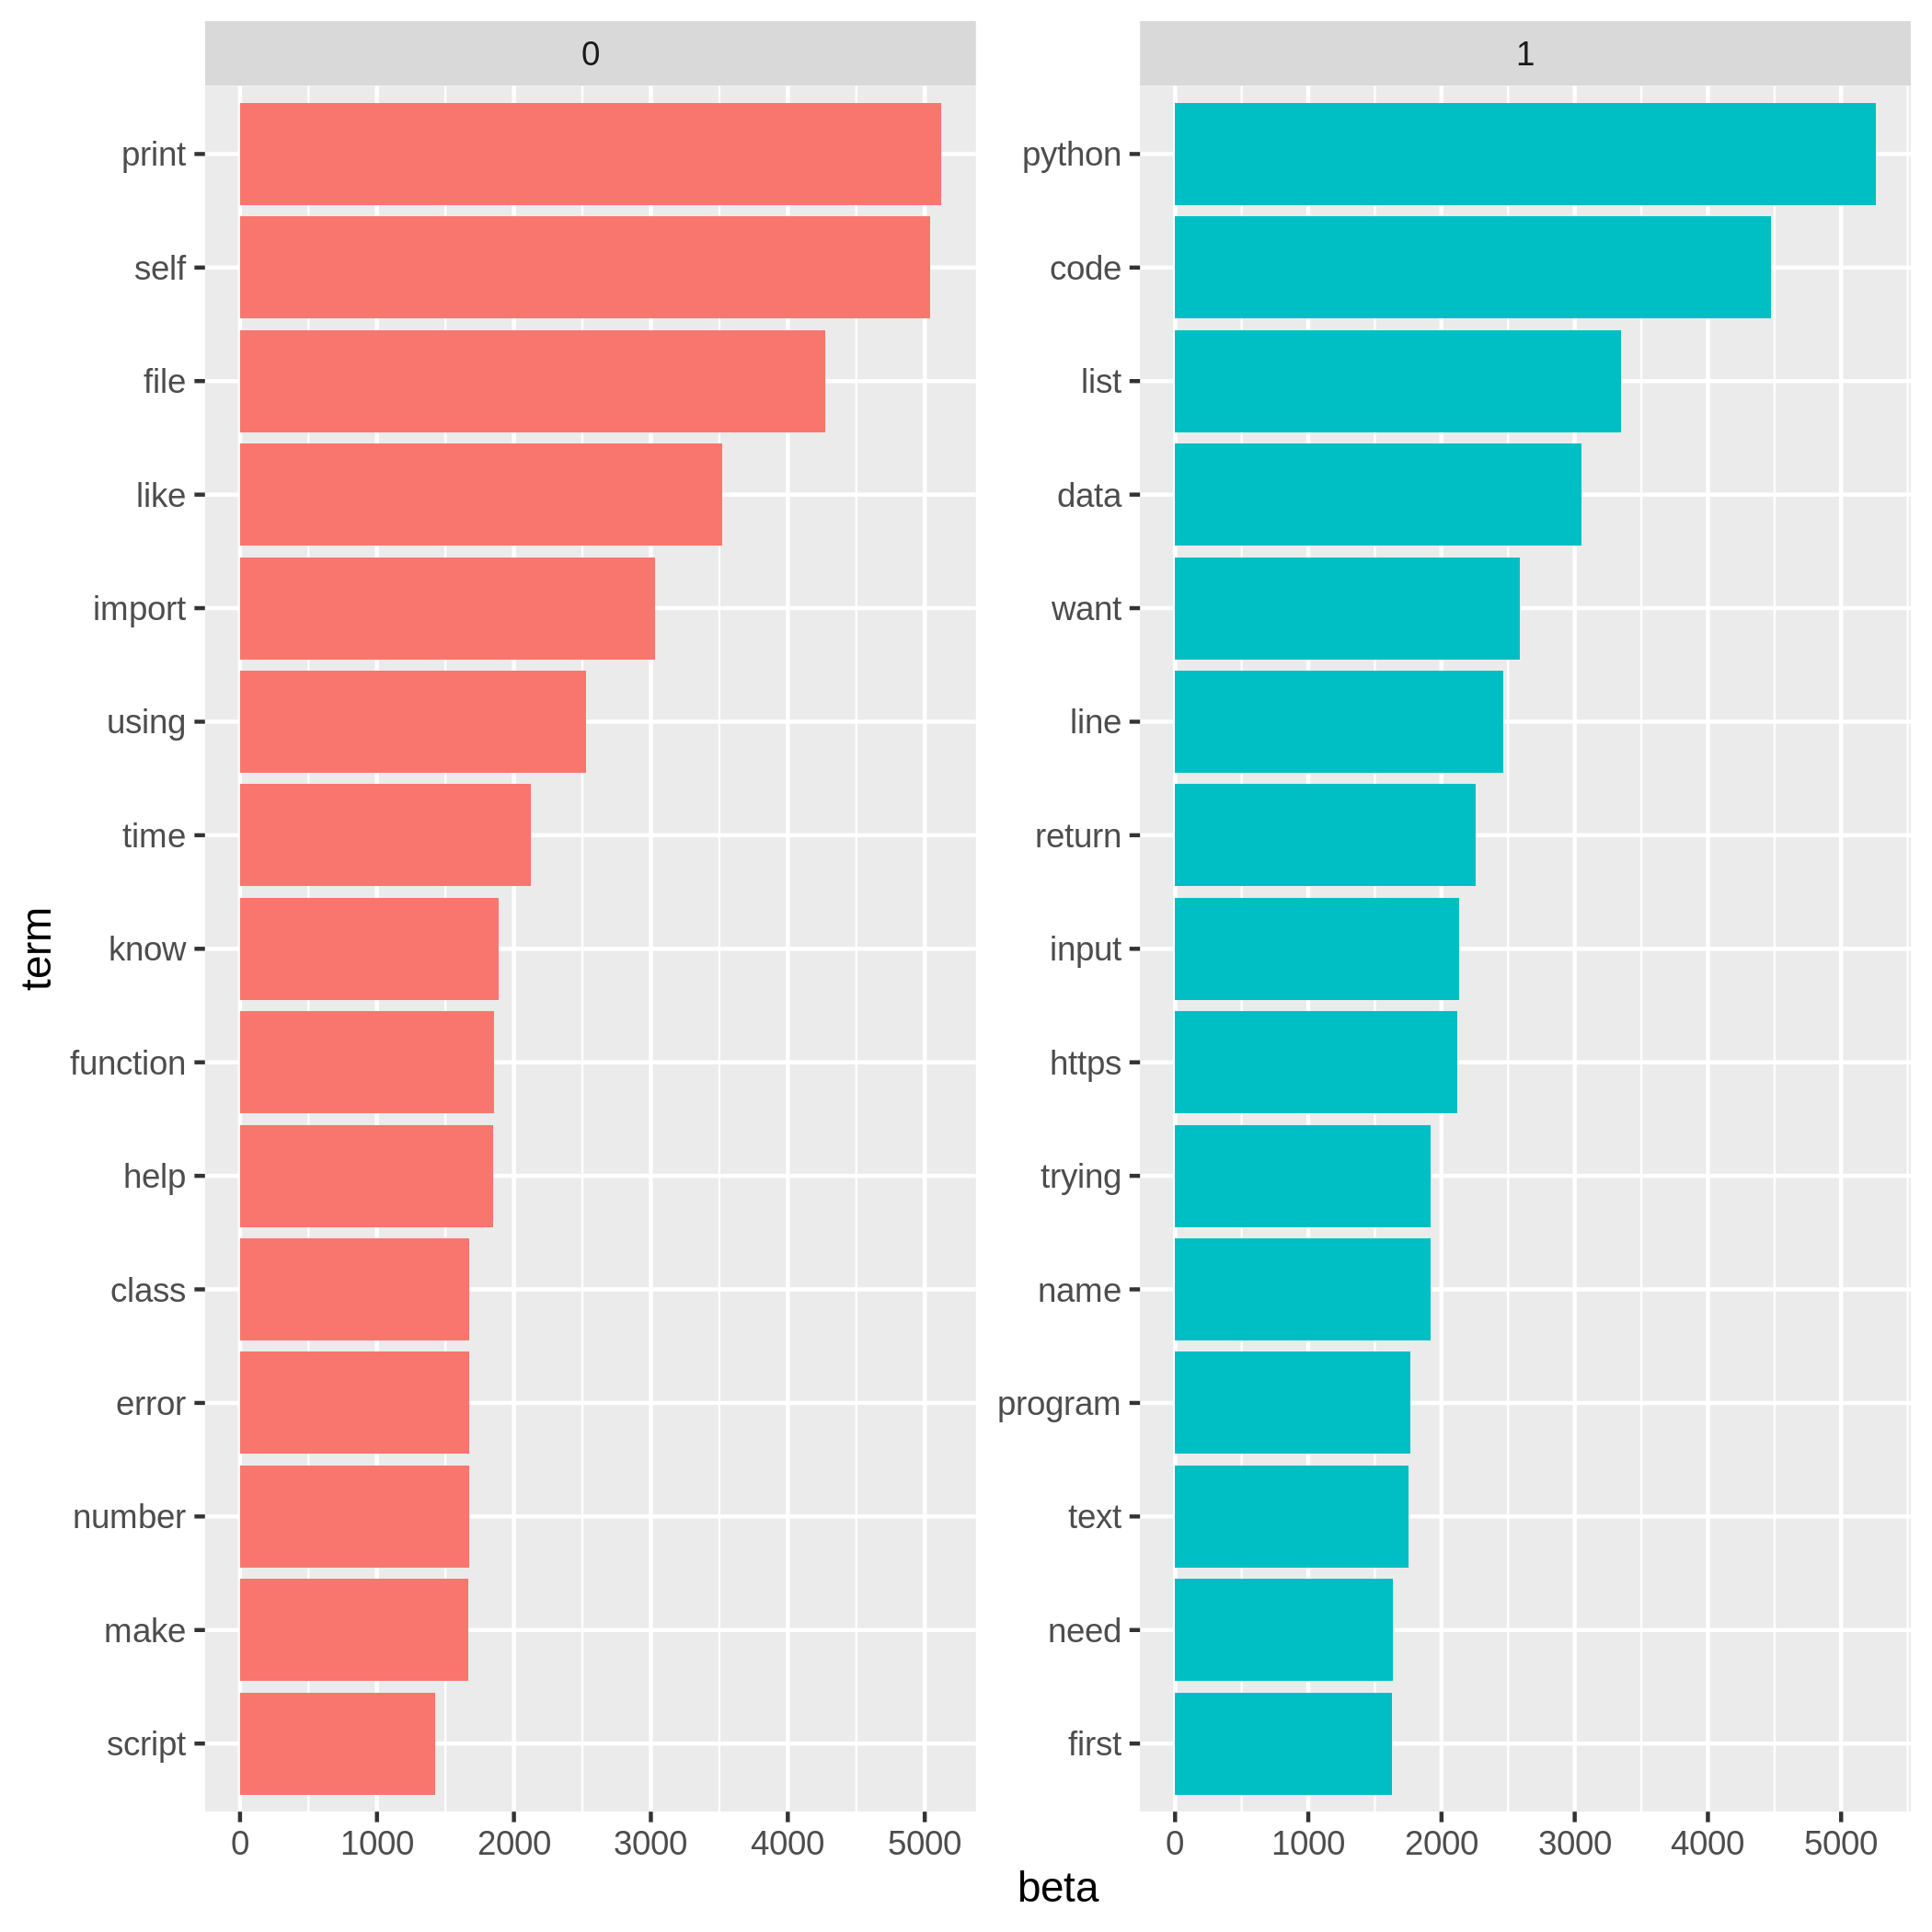 0
1
print
self
file
like
import
using
time
know
function
help
class
error
number
make
script
python
code
list
data
want
line
return
input
https
trying
name
program
text
need
first
term
0 1000 2000 3000 4000 5000
0 1000 2000 3000 4000 5000
beta